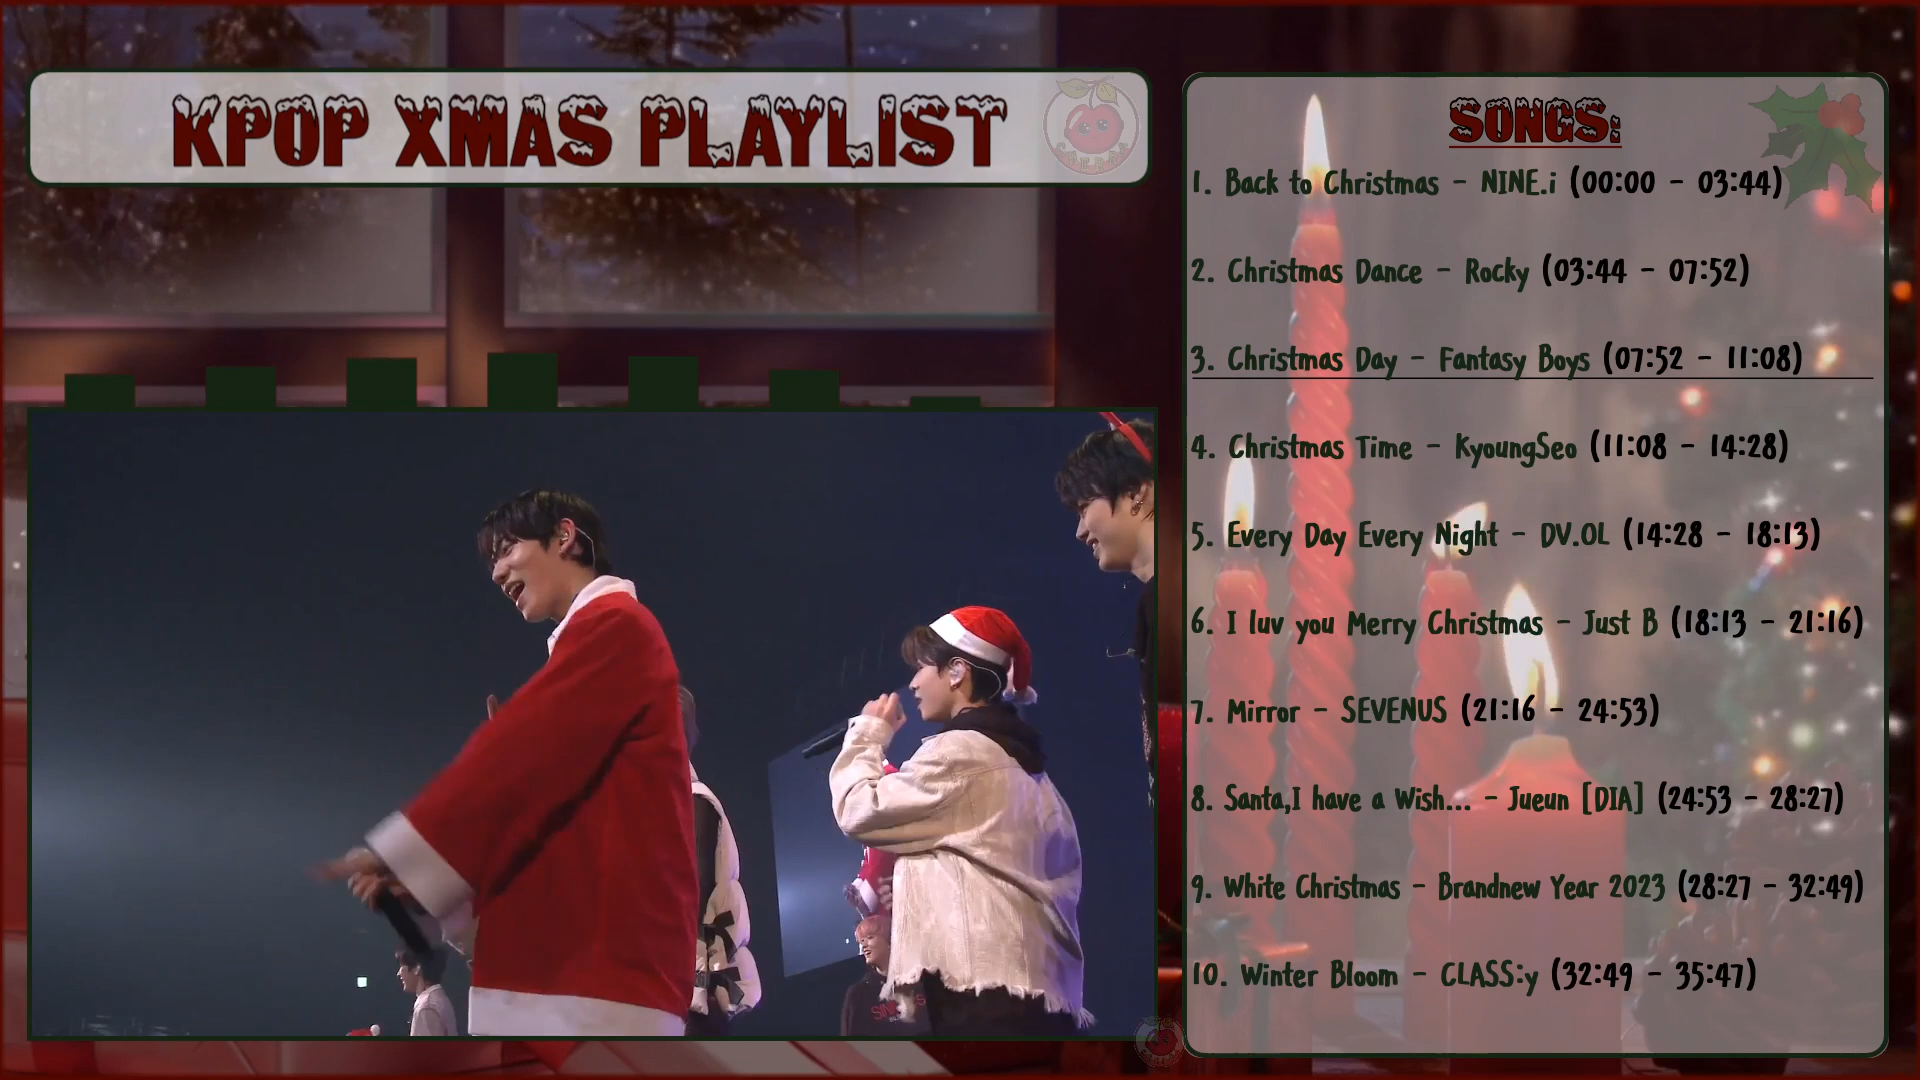 KPOP XMAS PLAYLIST
SONGS:
1. Back to Christmas - NINE.i (00:00 - 03:44)
2. Christmas Dance - Rocky (03:44 - 07:52)
3. Christmas Day - Fantasy Boys (07:52 - 11:08)
4. Christmas Time - KyoungSeo (11:08 - 14:28)
5. Every Day Every Night - DV.OL (14:28 - 18:13)
6. I luv you Merry Christmas - Just B (18:13 - 21:16)
7. Mirror - SEVENUS (21:16 - 24:53)
8. Santa,I have a Wish... - Jueun [DIA] (24:53 - 28:27)
9. White Christmas - Brandnew Year 2023 (28:27 - 32:49)
10. Winter Bloom - CLASS:y (32:49 - 35:47)